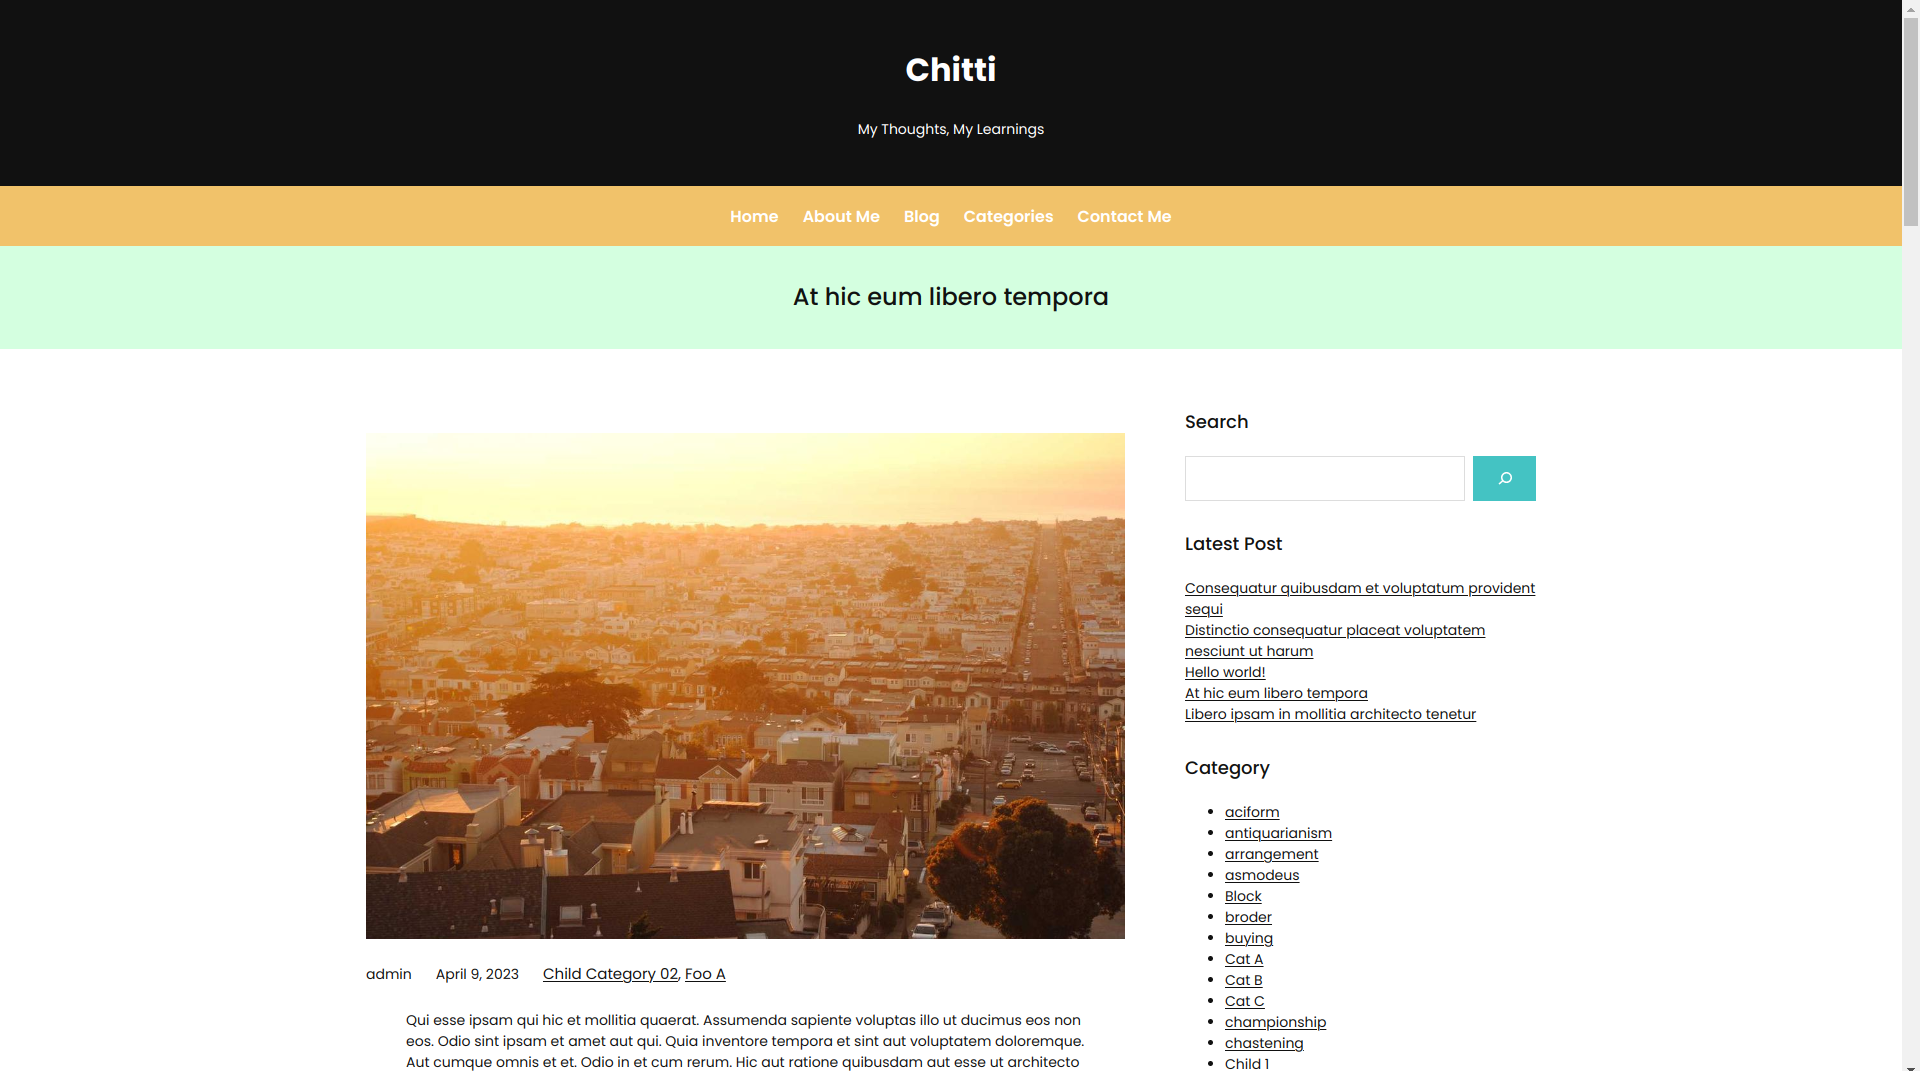 Chitti
My Thoughts, My Learnings
Home About Me Blog Categories Contact Me
At hic eum libero tempora
admin April 9, 2023 Child Category 02, Foo A
Qui esse ipsam qui hic et mollitia quaerat. Assumenda sapiente voluptas illo ut ducimus eos non
eos. Odio sint ipsam et amet aut qui. Quia inventore tempora et sint aut voluptatem doloremque.
Aut cumque omnis et et. Odio in et cum rerum. Hic aut ratione quibusdam aut esse ut architecto
Search
Latest Post
Consequatur quibusdam et voluptatum provident
sequi
Distinctio consequatur placeat voluptatem
nesciunt ut harum
Hello world!
At hic eum libero tempora
Libero ipsam in mollitia architecto tenetur
Category
aciform
antiquarianism
arrangement
asmodeus
Block
broder
buying
Cat A
Cat B
Cat C
championship
chastening
Child 1